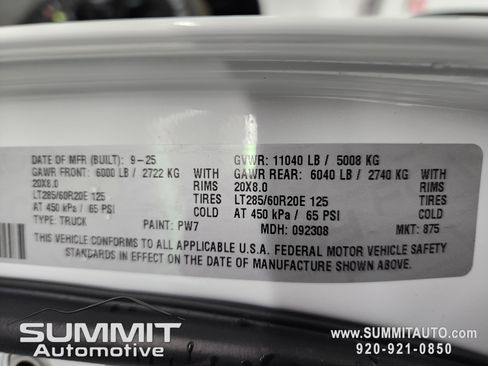 DATE OF MFR (BUILT): 9-25 GVWR: 11040 LB / 5008 KG
GAWR FRONT: 6000 LB / 2722 KG WITH GAWR REAR: 6040 LB / 2740 KG WITH
20X8.0 RIMS 20X8.0 RIMS
LT285/60R20E 125 TIRES LT285/60R20E 125 TIRES
AT 450 kPa / 65 PSI COLD AT 450 kPa / 65 PSI COLD
TYPE: TRUCK PAINT: PW7 MDH: 092308 MKT: 875
THIS VEHICLE CONFORMS TO ALL APPLICABLE U.S.A. FEDERAL MOTOR VEHICLE SAFETY
STANDARDS IN EFFECT ON THE DATE OF MANUFACTURE SHOWN ABOVE.
SUMMIT
Automotive
WWW.SUMMITAUTO.COM
920-921-0850